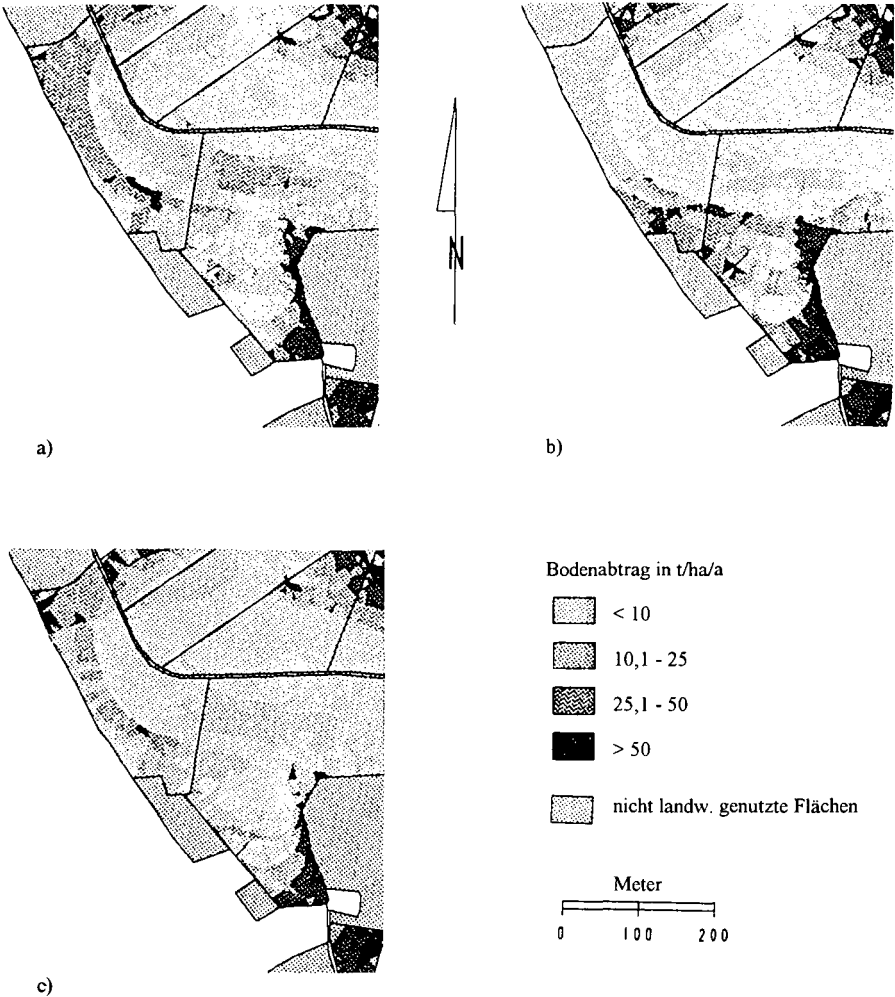 a)
N
b)
Bodenabtrag in t/ha/a
< 10
10,1 - 25
25,1 - 50
> 50
nicht landw. genutzte Flächen
Meter
0 100 200
c)